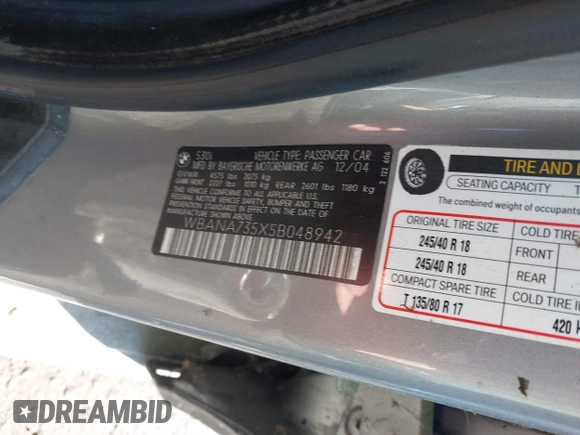 530i VEHICLE TYPE: PASSENGER CAR
MFD BY BAYERISCHE MOTORENWERKE AG 12/04
GVWR 4575 lbs 2075 kg
GAWR FRONT 2227 lbs 1010 kg REAR 2601 lbs 1180 kg
THIS VEHICLE CONFORMS TO ALL APPLICABLE U.S.
FEDERAL MOTOR VEHICLE SAFETY, BUMPER, AND
THEFT PREVENTION STANDARDS IN EFFECT ON THE
DATE OF MANUFACTURE SHOWN ABOVE.
WBANA735X5B048942
2 122 606
TIRE AND L
SEATING CAPACITY T
The combined weight of occupants
ORIGINAL TIRE SIZE COLD TIRE
245/40 R 18 FRONT
245/40 R 18 REAR
COMPACT SPARE TIRE COLD TIRE IN
T 135/80 R 17 420 K
DREAMBID